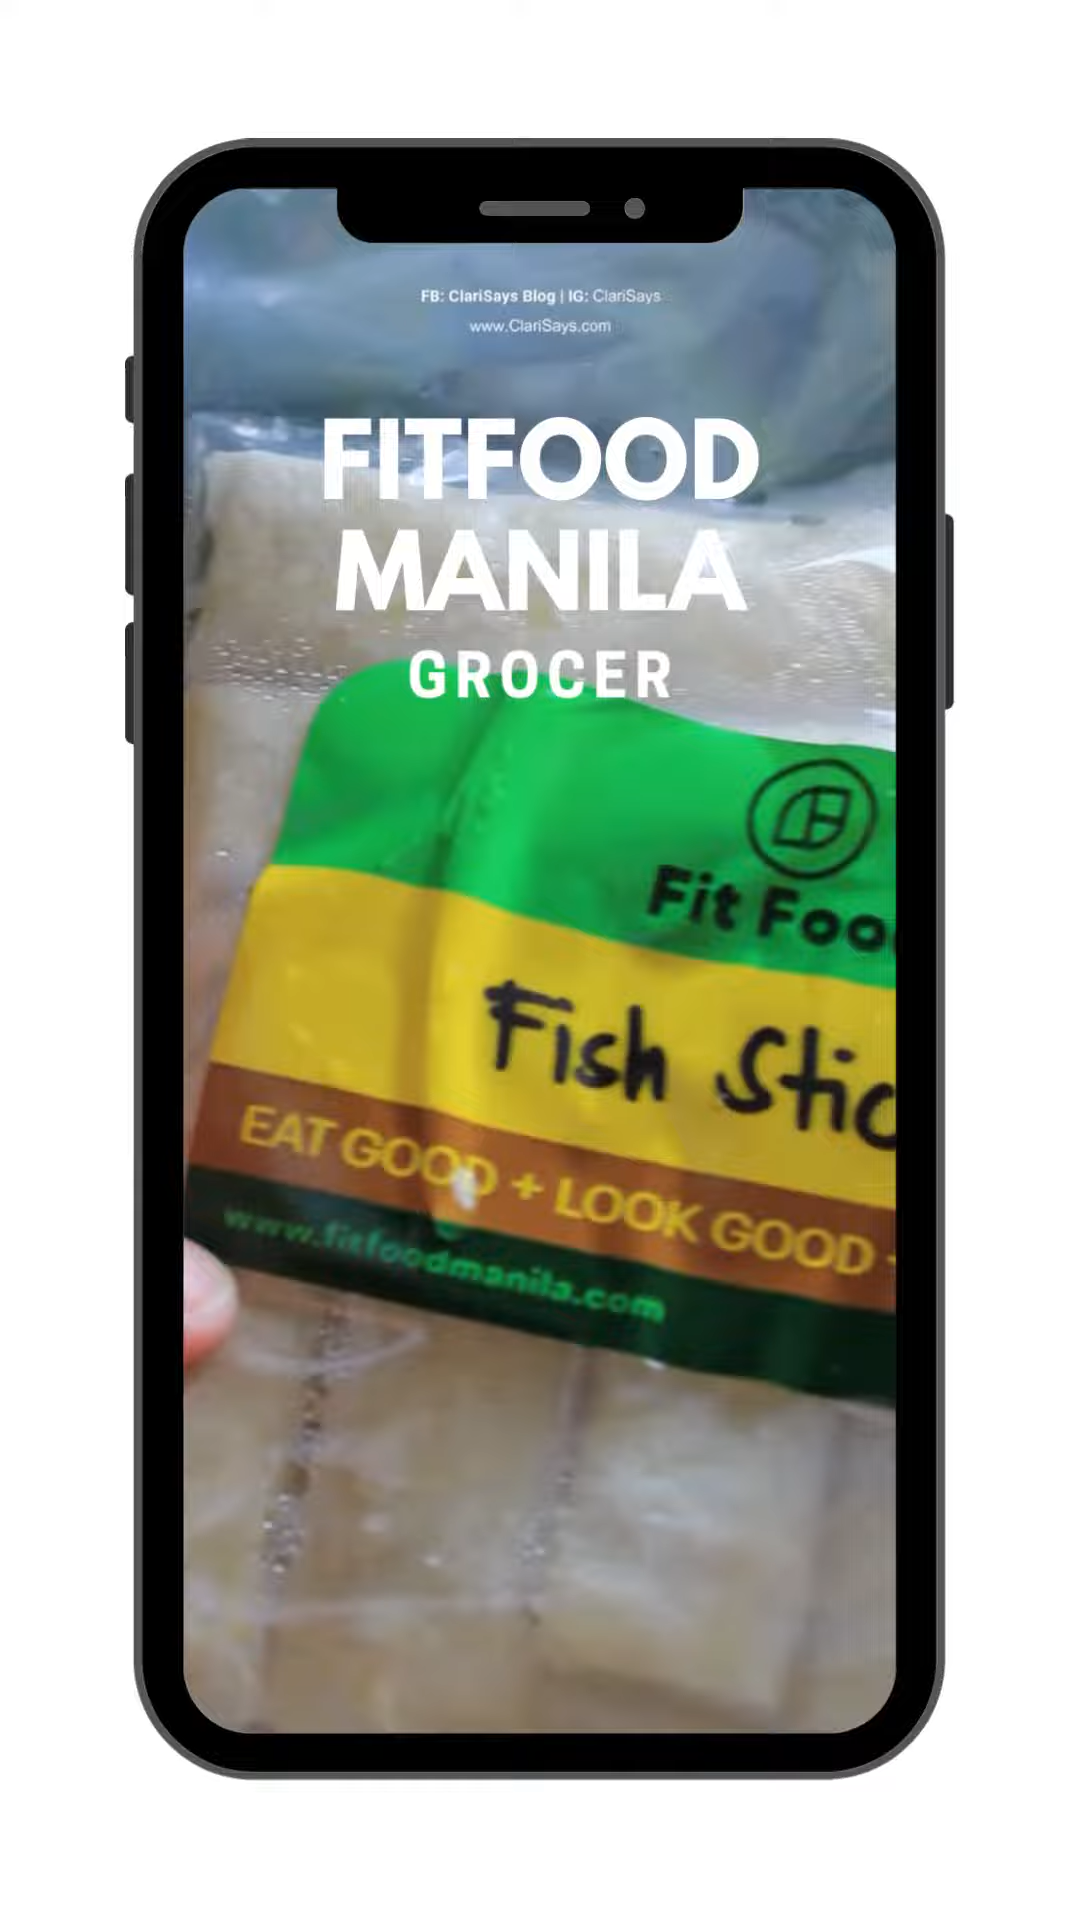 FB: ClariSays Blog | IG: ClariSays
www.ClariSays.com
FITFOOD
MANILA
GROCER
Fit Foo
Fish Stic
EAT GOOD + LOOK GOOD +
www.fitfoodmanila.com